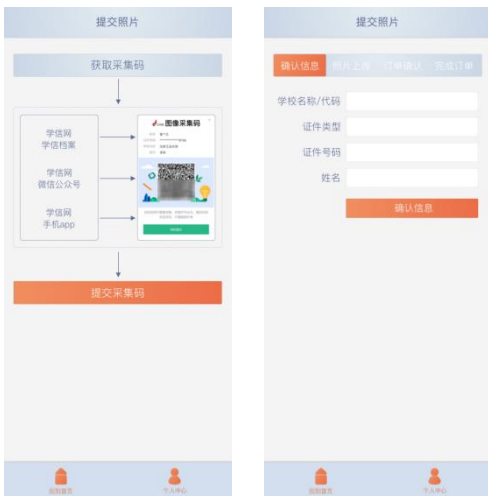 提交照片
获取采集码
学信网
学信档案
学信网
微信公众号
学信网
手机app
图像采集码
提交采集码
个人中心
提交照片
确认信息 照片上传 订单确认 完成订单
学校名称/代码
证件类型
证件号码
姓名
确认信息
个人中心